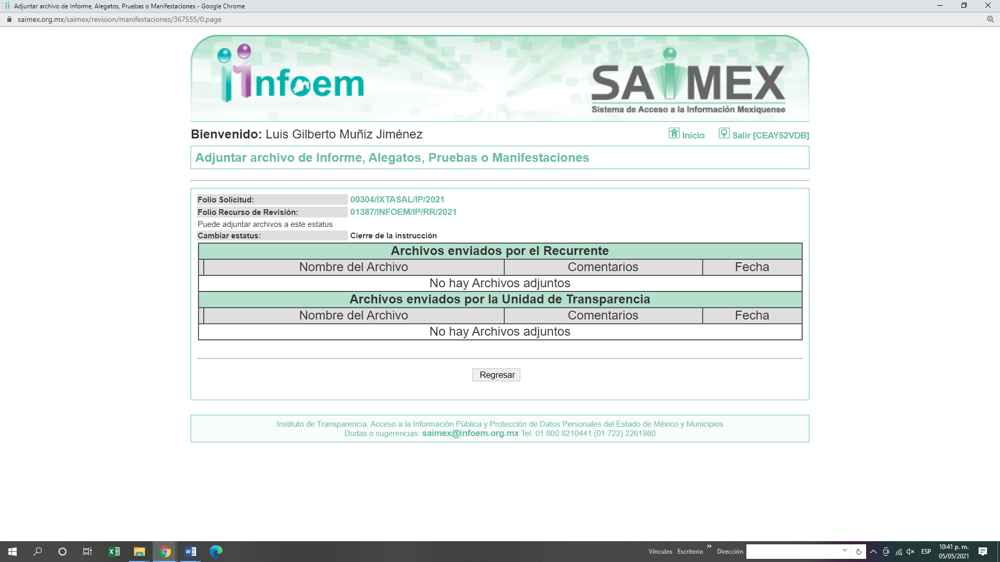 Adjuntar archivo de Informe, Alegatos, Pruebas o Manifestaciones - Google Chrome
saimex.org.mx/saimex/revision/manifestaciones/367555/0.page
infoem
SAIMEX
Sistema de Acceso a la Información Mexiquense
Bienvenido: Luis Gilberto Muñiz Jiménez
Inicio
Salir [CEAY52VDB]
Adjuntar archivo de Informe, Alegatos, Pruebas o Manifestaciones
Folio Solicitud: 00304/IXTASAL/IP/2021
Folio Recurso de Revisión: 01387/INFOEM/IP/RR/2021
Puede adjuntar archivos a este estatus
Cambiar estatus: Cierre de la instrucción
Archivos enviados por el Recurrente
Nombre del Archivo Comentarios Fecha
No hay Archivos adjuntos
Archivos enviados por la Unidad de Transparencia
Nombre del Archivo Comentarios Fecha
No hay Archivos adjuntos
Regresar
Instituto de Transparencia, Acceso a la Información Pública y Protección de Datos Personales del Estado de México y Municipios
Dudas o sugerencias: saimex@infoem.org.mx Tel. 01 800 8210441 (01 722) 2261980
Vínculos Escritorio » Dirección ESP 10:41 p. m.
05/05/2021